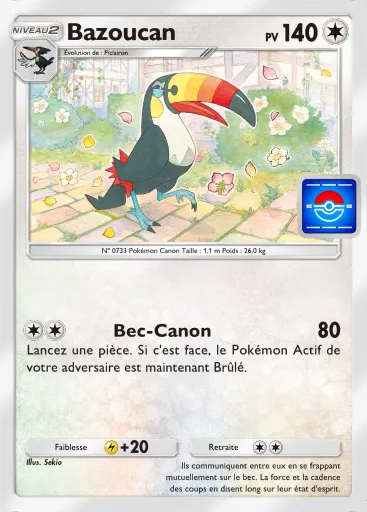 NIVEAU 2 Bazoucan PV 140
Évolution de : Piclairon
N° 0733 Pokémon Canon Taille : 1,1 m Poids : 26,0 kg
Bec-Canon 80
Lancez une pièce. Si c'est face, le Pokémon Actif de
votre adversaire est maintenant Brûlé.
Faiblesse +20 Retraite
Illus. Sekio
Ils communiquent entre eux en se frappant
mutuellement sur le bec. La force et la cadence
des coups en disent long sur leur état d'esprit.